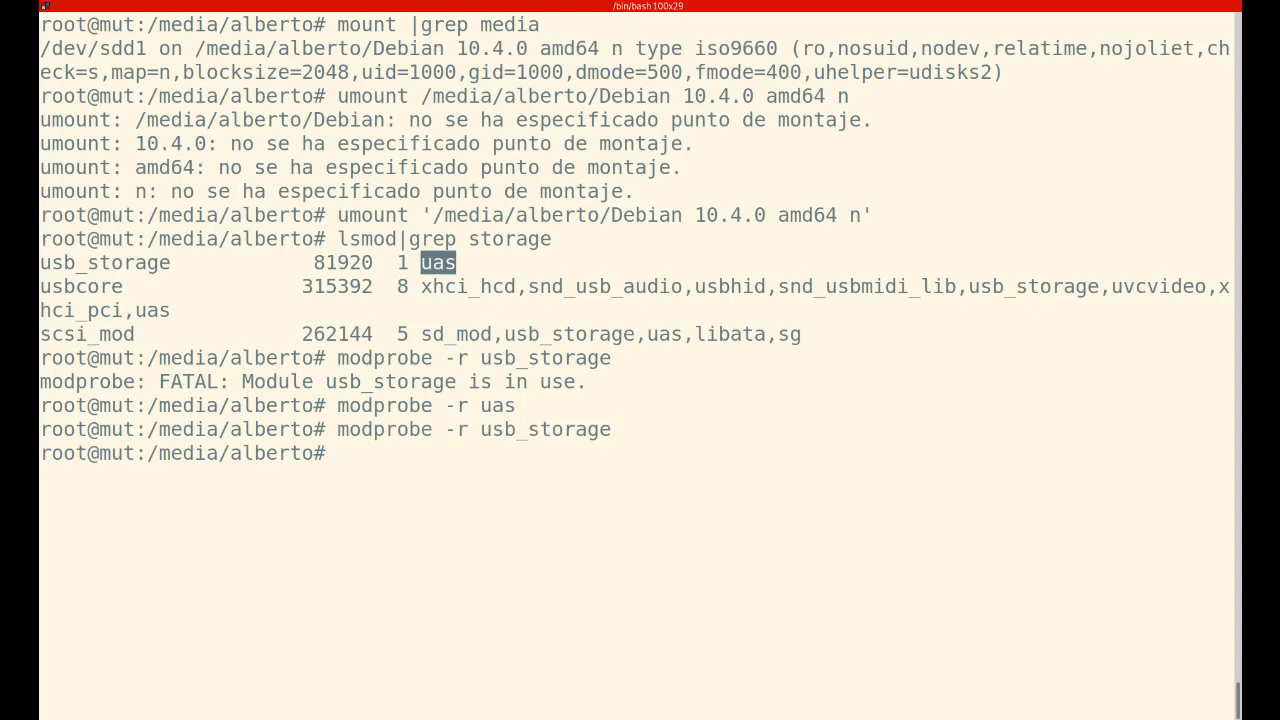 /bin/bash 100x29
root@mut:/media/alberto# mount |grep media
/dev/sdd1 on /media/alberto/Debian 10.4.0 amd64 n type iso9660 (ro,nosuid,nodev,relatime,nojoliet,ch
eck=s,map=n,blocksize=2048,uid=1000,gid=1000,dmode=500,fmode=400,uhelper=udisks2)
root@mut:/media/alberto# umount /media/alberto/Debian 10.4.0 amd64 n
umount: /media/alberto/Debian: no se ha especificado punto de montaje.
umount: 10.4.0: no se ha especificado punto de montaje.
umount: amd64: no se ha especificado punto de montaje.
umount: n: no se ha especificado punto de montaje.
root@mut:/media/alberto# umount '/media/alberto/Debian 10.4.0 amd64 n'
root@mut:/media/alberto# lsmod|grep storage
usb_storage            81920  1 uas
usbcore               315392  8 xhci_hcd,snd_usb_audio,usbhid,snd_usbmidi_lib,usb_storage,uvcvideo,x
hci_pci,uas
scsi_mod              262144  5 sd_mod,usb_storage,uas,libata,sg
root@mut:/media/alberto# modprobe -r usb_storage
modprobe: FATAL: Module usb_storage is in use.
root@mut:/media/alberto# modprobe -r uas
root@mut:/media/alberto# modprobe -r usb_storage
root@mut:/media/alberto#